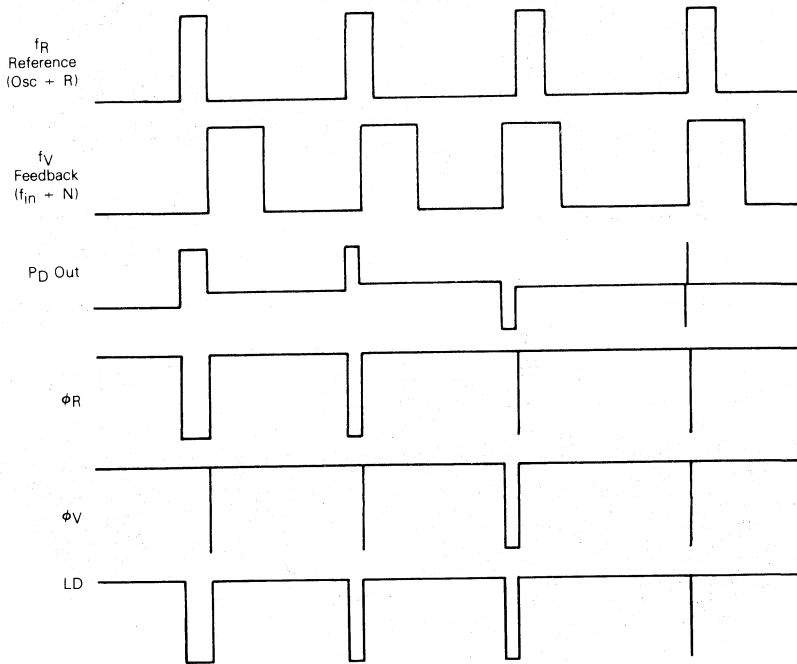 fR
Reference
(Osc ÷ R)
fV
Feedback
(fin ÷ N)
PD Out
ϕR
ϕV
LD